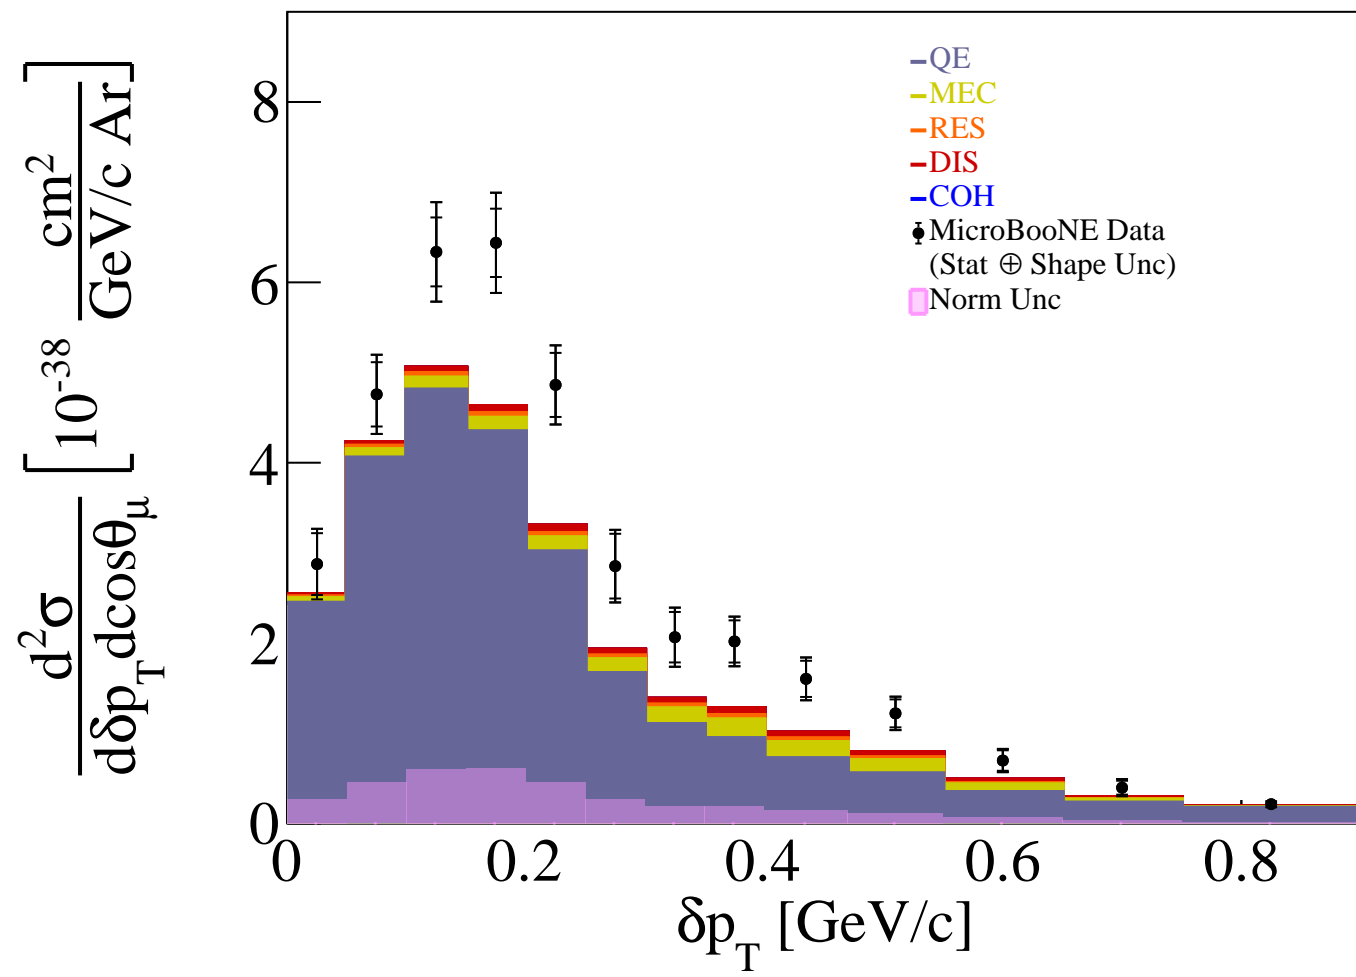 d²σ / dδp_T dcosθ_μ [10⁻³⁸ cm² / GeV/c Ar]
8
6
4
2
0
QE
MEC
RES
DIS
COH
MicroBooNE Data
(Stat ⊕ Shape Unc)
Norm Unc
0 0.2 0.4 0.6 0.8
δp_T [GeV/c]